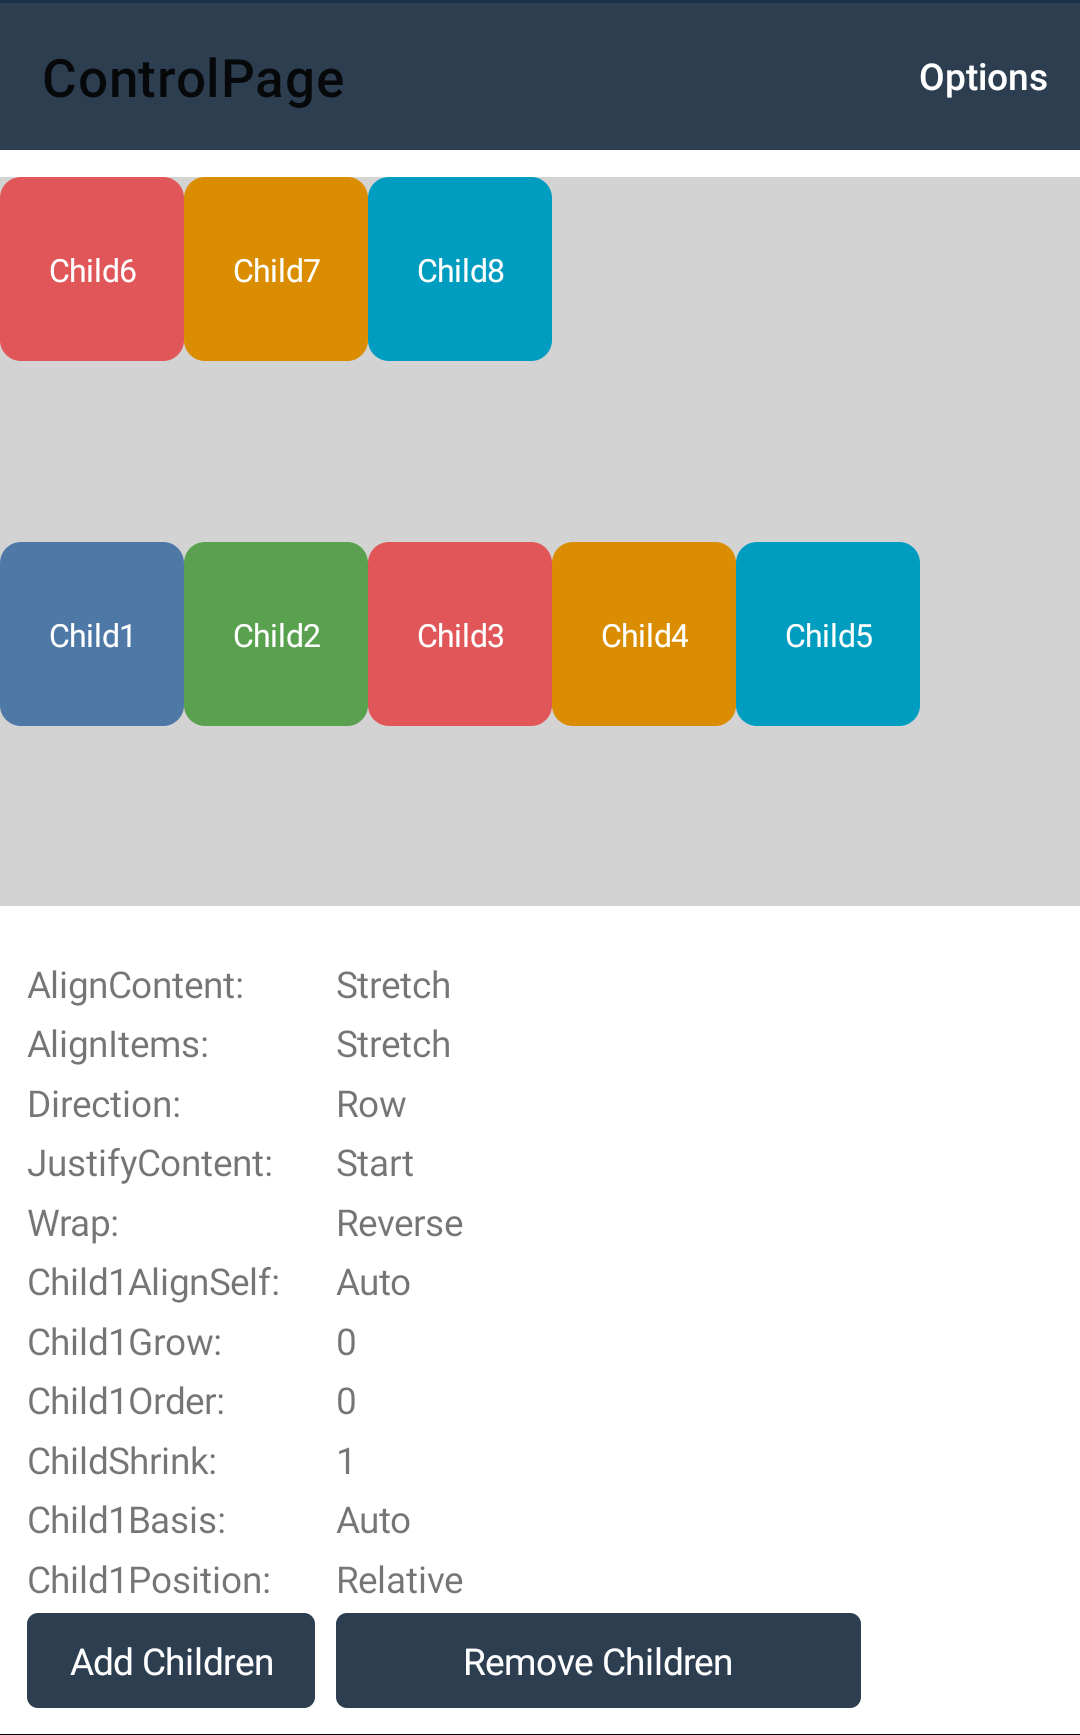 ControlPage
Options
Child6 Child7 Child8
Child1 Child2 Child3 Child4 Child5
AlignContent: Stretch
AlignItems: Stretch
Direction: Row
JustifyContent: Start
Wrap: Reverse
Child1AlignSelf: Auto
Child1Grow: 0
Child1Order: 0
ChildShrink: 1
Child1Basis: Auto
Child1Position: Relative
Add Children Remove Children